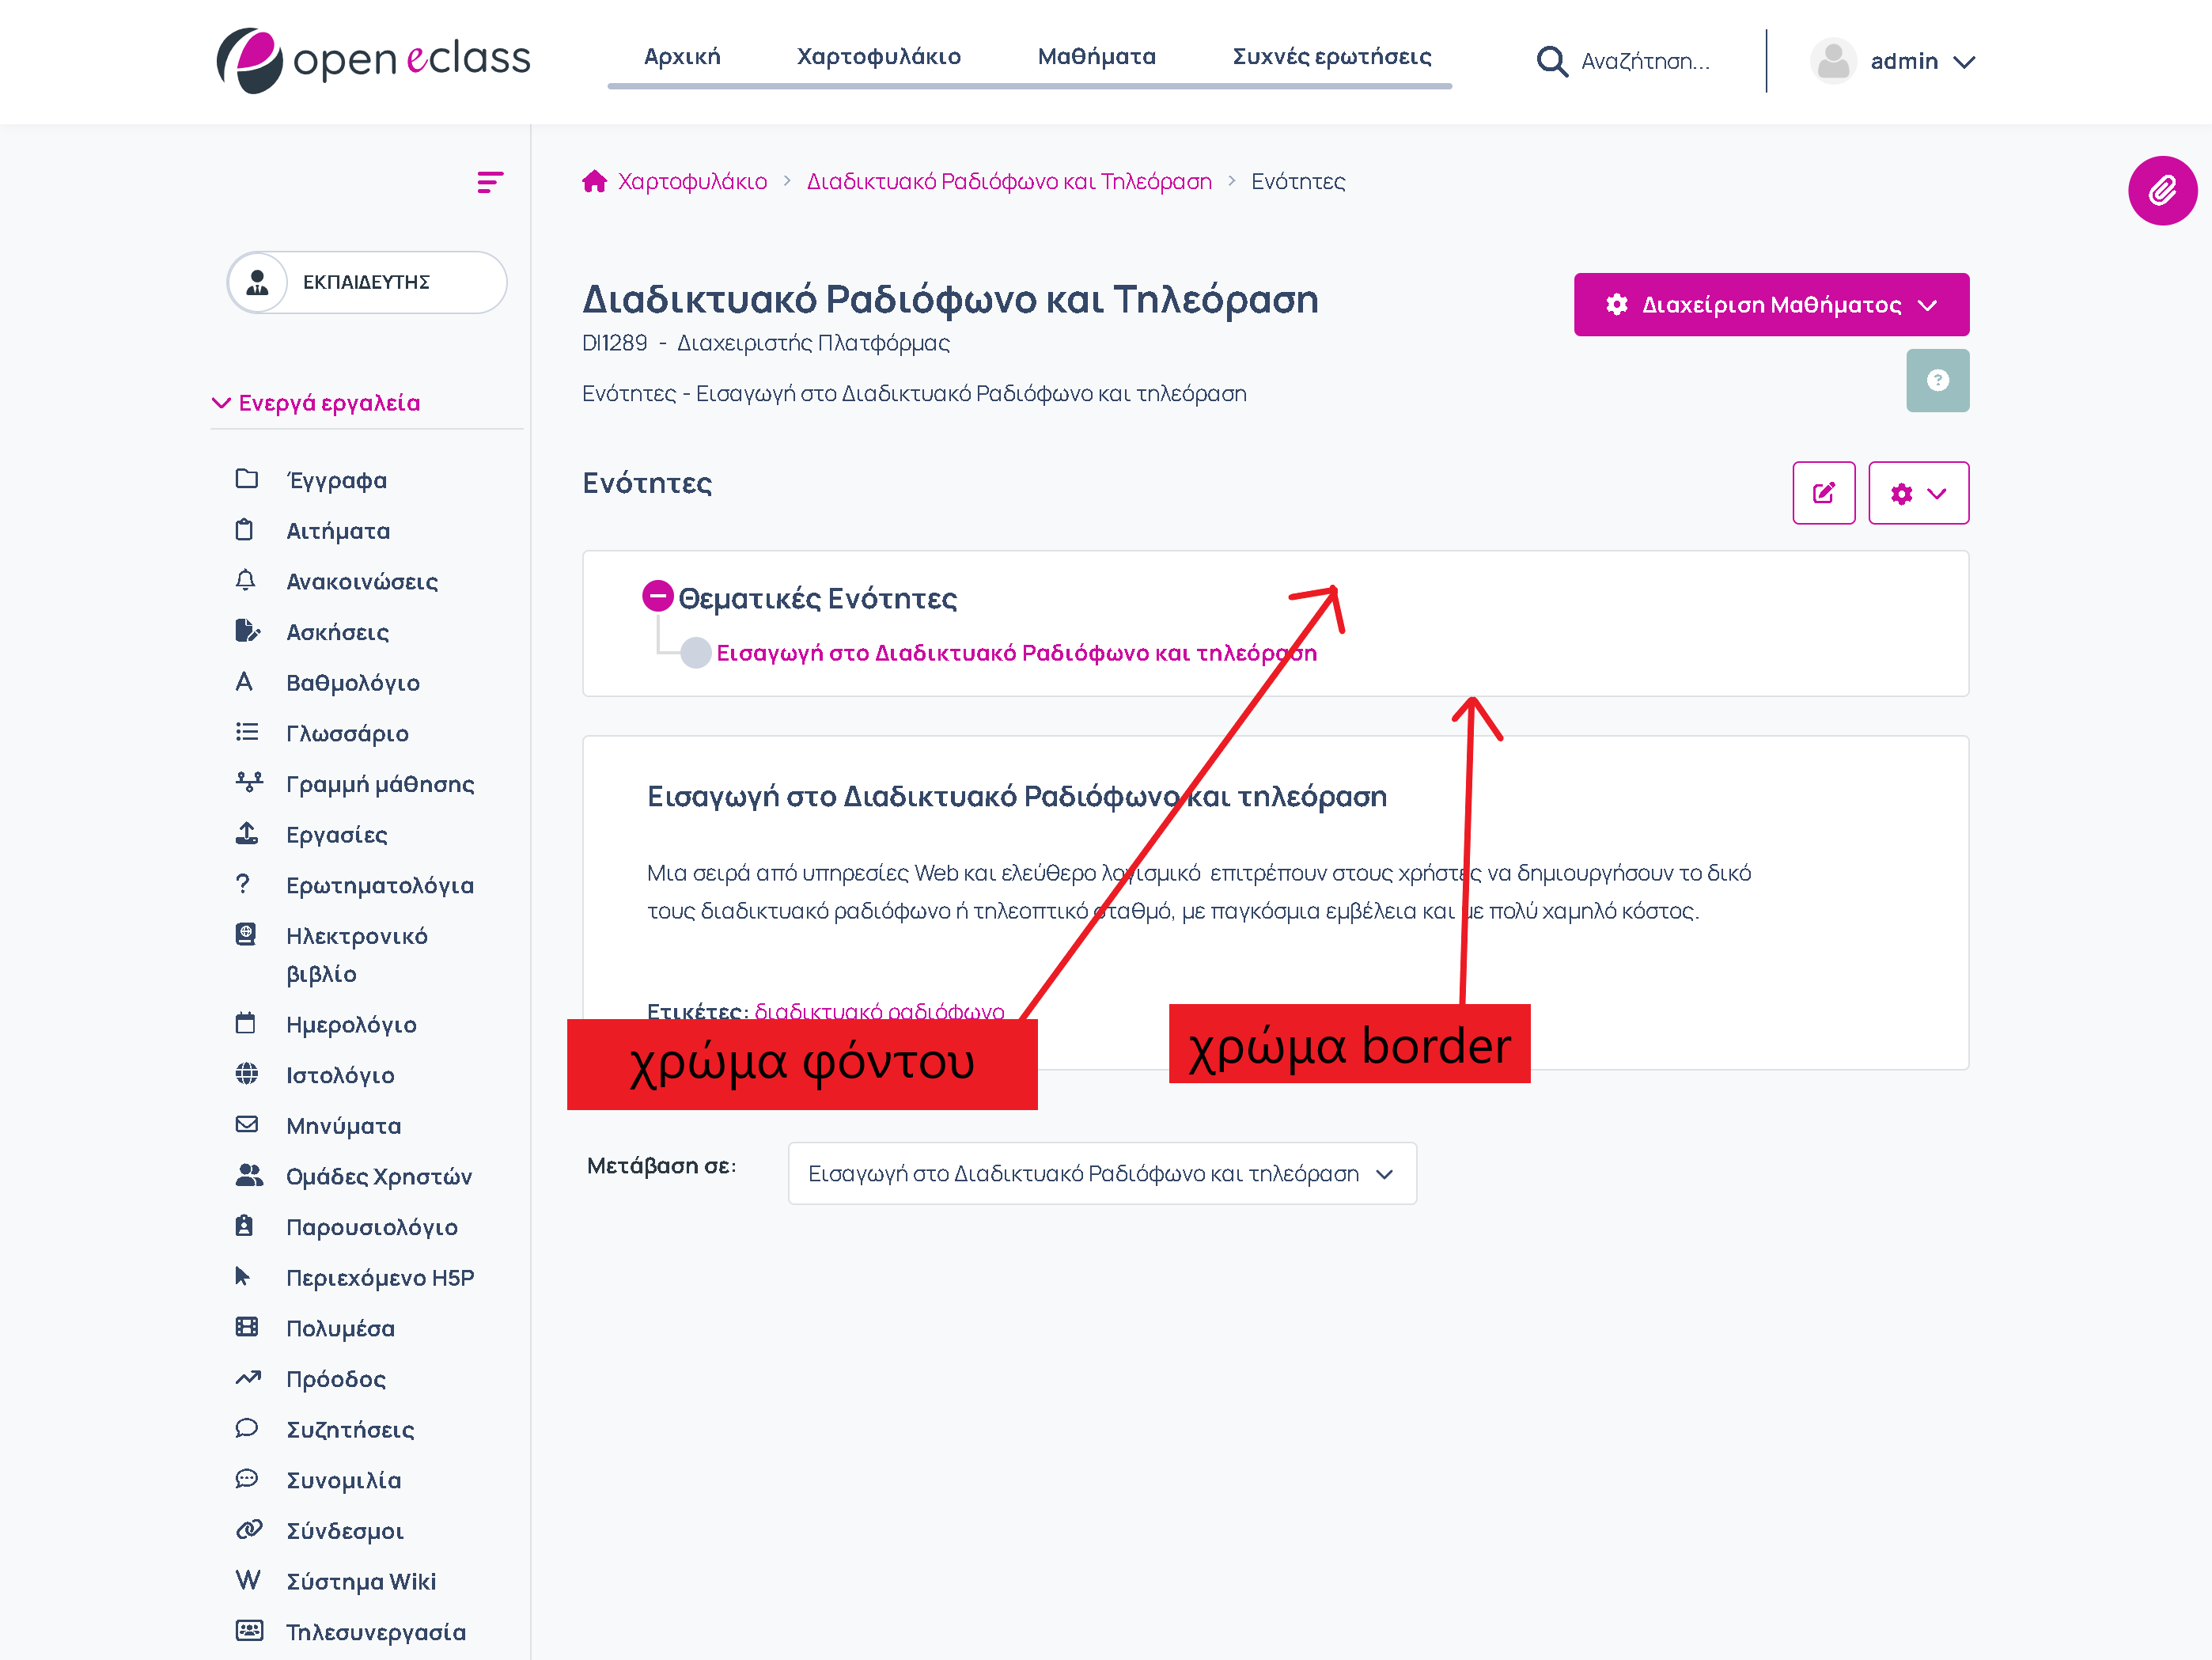 open eclass
Αρχική
Χαρτοφυλάκιο
Μαθήματα
Συχνές ερωτήσεις
Αναζήτηση...
admin
Χαρτοφυλάκιο > Διαδικτυακό Ραδιόφωνο και Τηλεόραση > Ενότητες
ΕΚΠΑΙΔΕΥΤΗΣ
Ενεργά εργαλεία
Έγγραφα
Αιτήματα
Ανακοινώσεις
Ασκήσεις
Βαθμολόγιο
Γλωσσάριο
Γραμμή μάθησης
Εργασίες
Ερωτηματολόγια
Ηλεκτρονικό
βιβλίο
Ημερολόγιο
Ιστολόγιο
Μηνύματα
Ομάδες Χρηστών
Παρουσιολόγιο
Περιεχόμενο H5P
Πολυμέσα
Πρόοδος
Συζητήσεις
Συνομιλία
Σύνδεσμοι
Σύστημα Wiki
Τηλεσυνεργασία
Διαδικτυακό Ραδιόφωνο και Τηλεόραση
DI1289 - Διαχειριστής Πλατφόρμας
Ενότητες - Εισαγωγή στο Διαδικτυακό Ραδιόφωνο και τηλεόραση
Διαχείριση Μαθήματος
Ενότητες
Θεματικές Ενότητες
Εισαγωγή στο Διαδικτυακό Ραδιόφωνο και τηλεόραση
Εισαγωγή στο Διαδικτυακό Ραδιόφωνο και τηλεόραση
Μια σειρά από υπηρεσίες Web και ελεύθερο λογισμικό επιτρέπουν στους χρήστες να δημιουργήσουν το δικό
τους διαδικτυακό ραδιόφωνο ή τηλεοπτικό σταθμό, με παγκόσμια εμβέλεια και με πολύ χαμηλό κόστος.
Ετικέτες: διαδικτυακό ραδιόφωνο
χρώμα φόντου
χρώμα border
Μετάβαση σε:
Εισαγωγή στο Διαδικτυακό Ραδιόφωνο και τηλεόραση